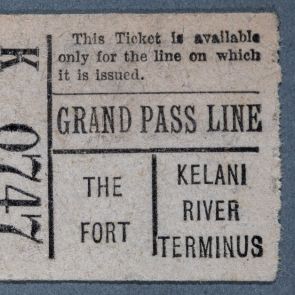 This Ticket is available
only for the line on which
it is issued.
GRAND PASS LINE
THE
FORT
KELANI
RIVER
TERMINUS
K 0747